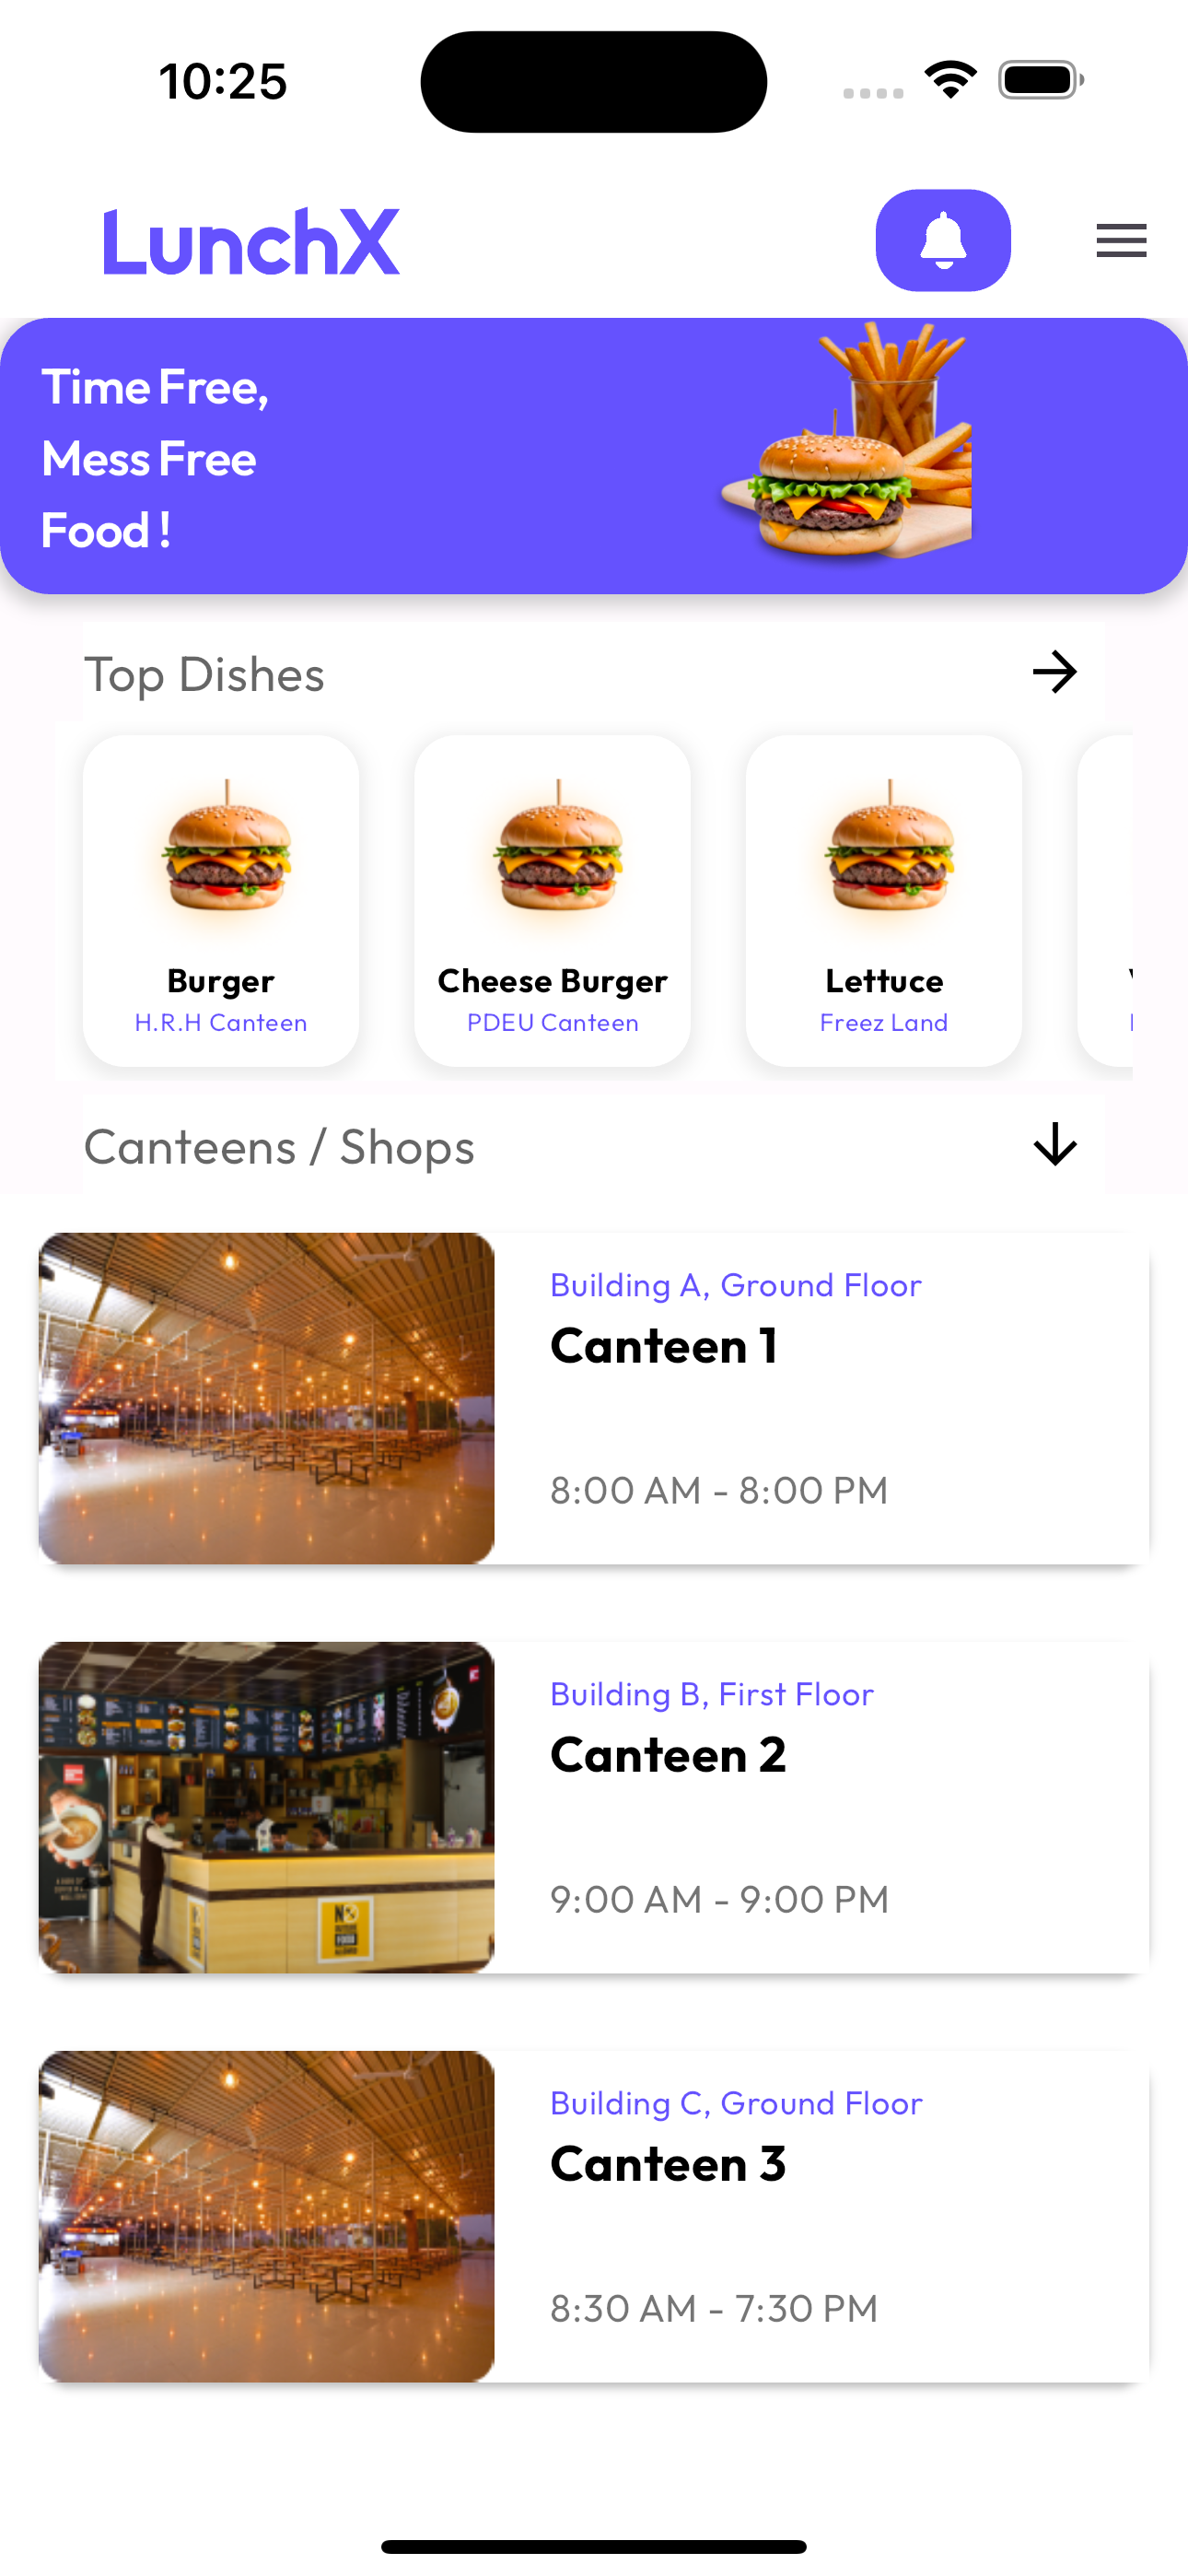 10:25
LunchX
Time Free,
Mess Free
Food !
Top Dishes
Burger
H.R.H Canteen
Cheese Burger
PDEU Canteen
Lettuce
Freez Land
Canteens / Shops
Building A, Ground Floor
Canteen 1
8:00 AM - 8:00 PM
Building B, First Floor
Canteen 2
9:00 AM - 9:00 PM
NO
FOOD
Building C, Ground Floor
Canteen 3
8:30 AM - 7:30 PM